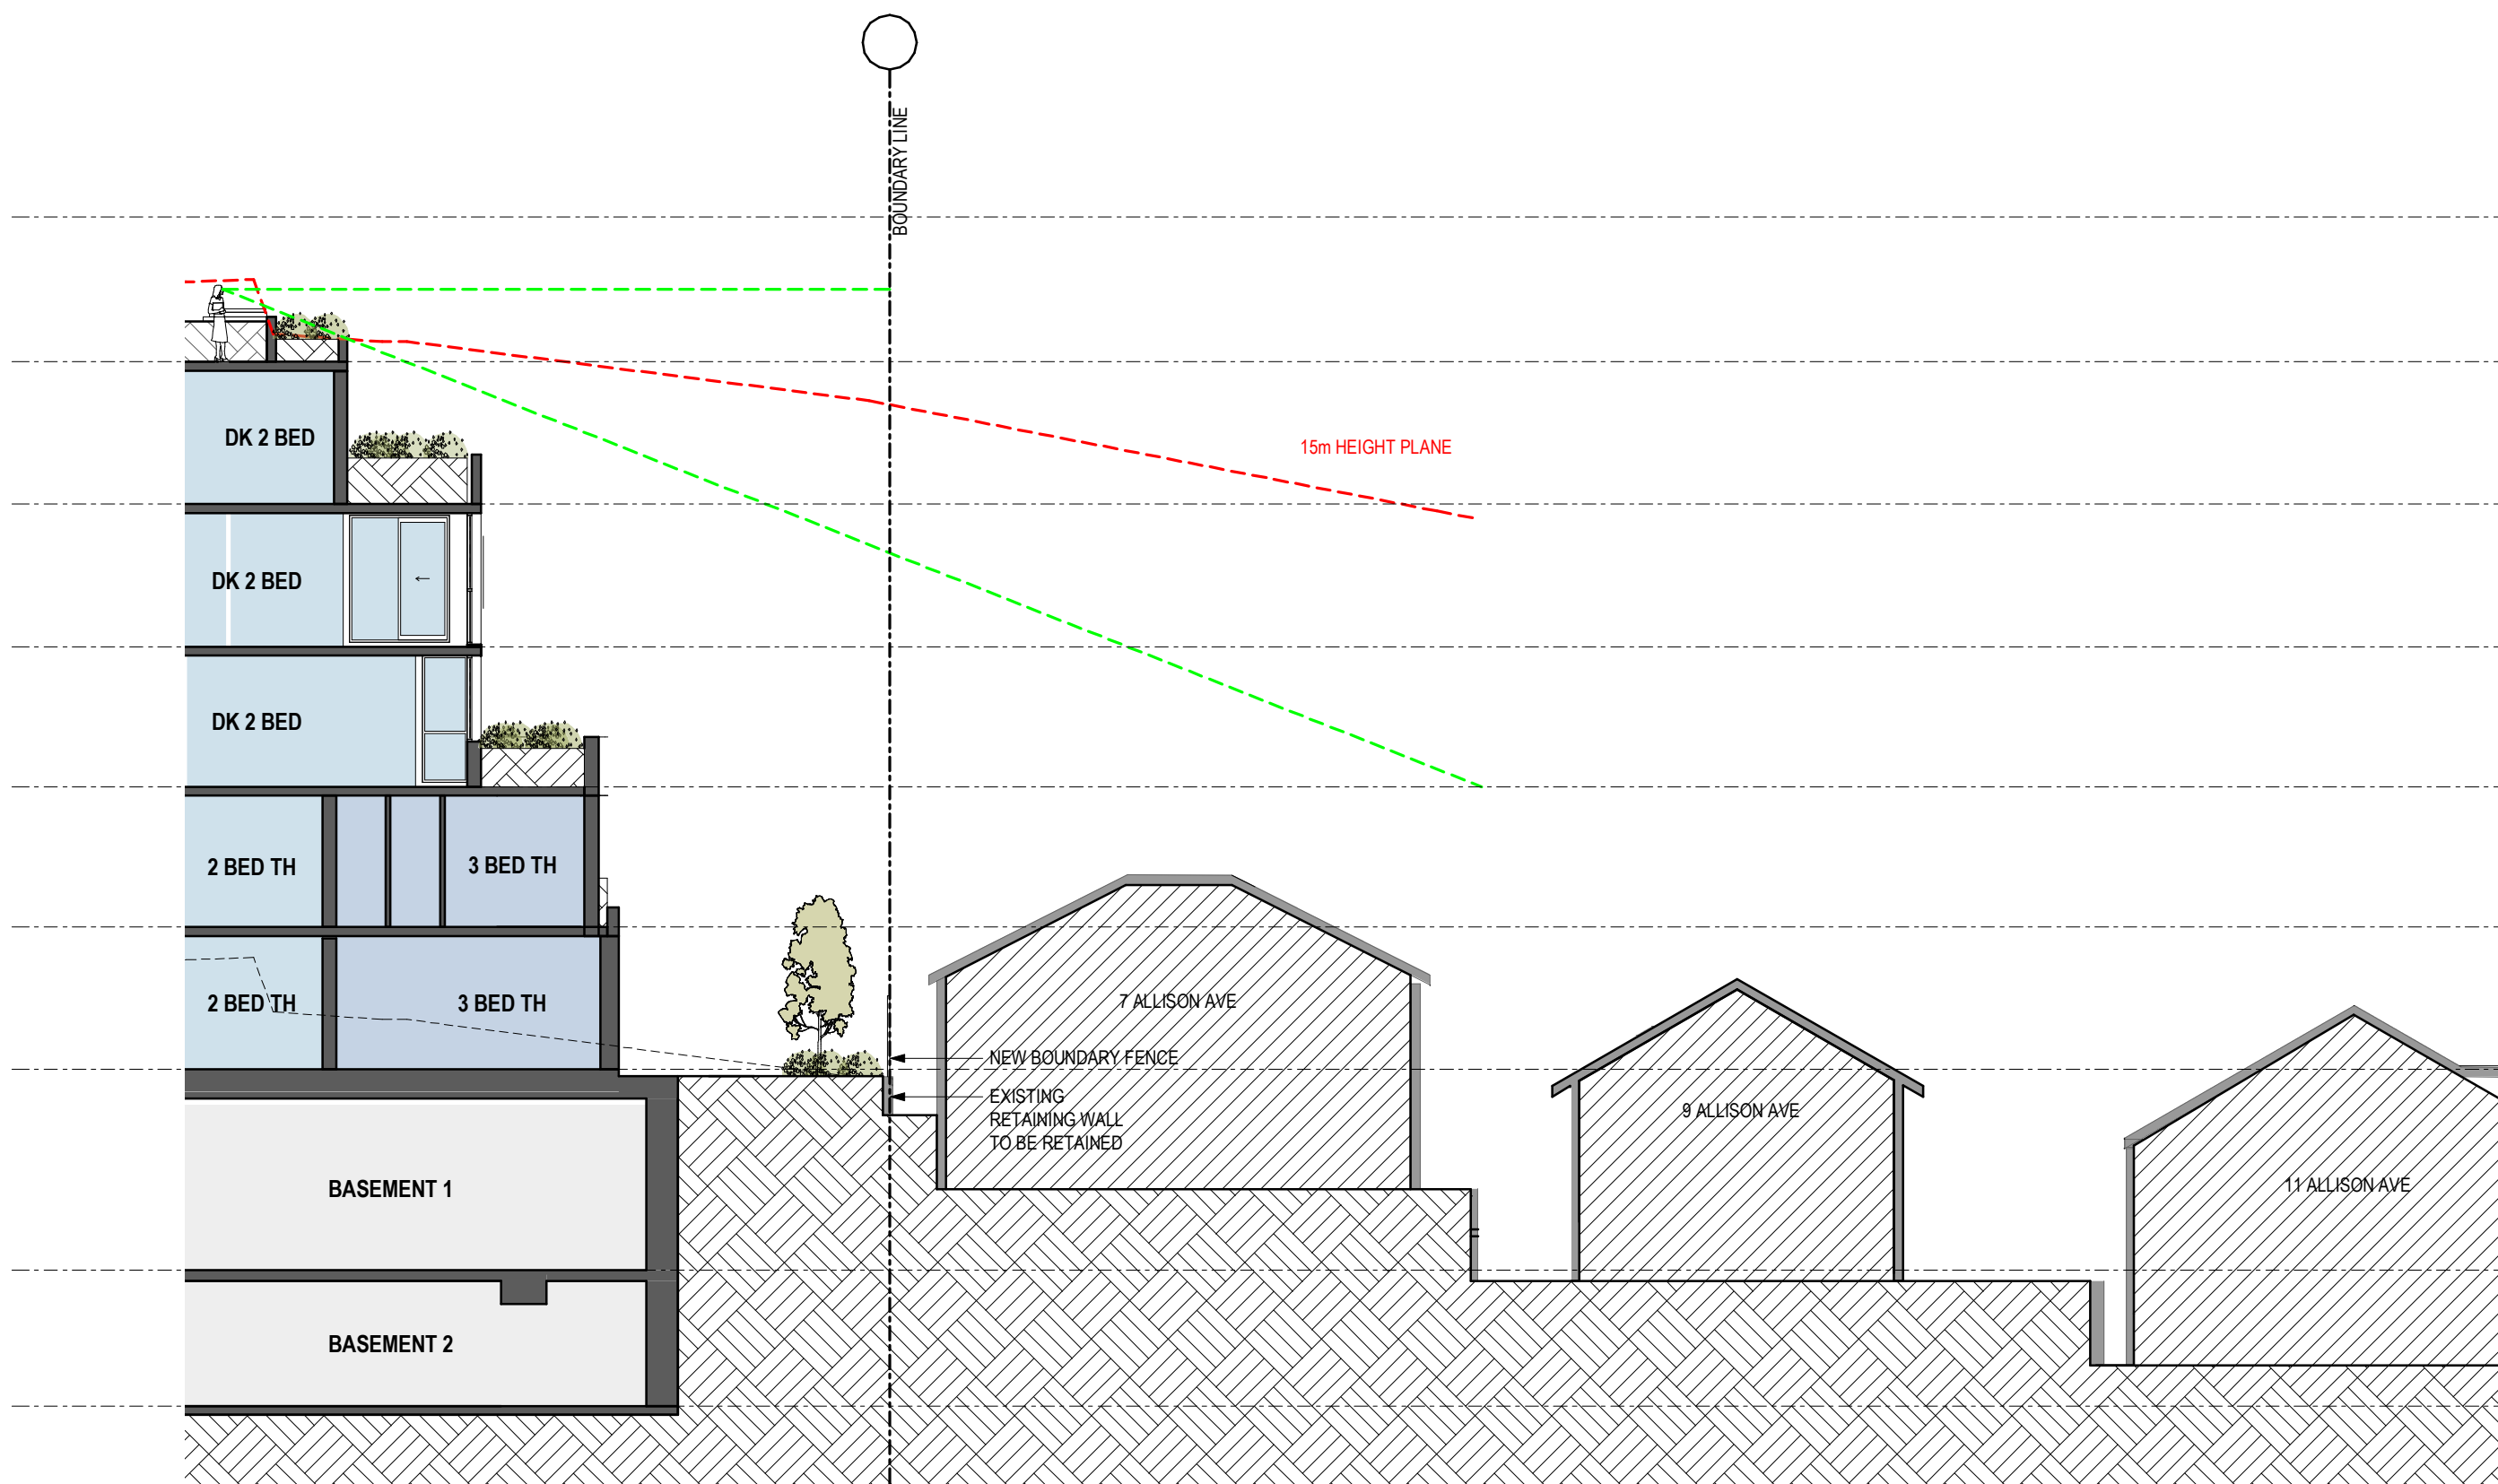 BOUNDARY LINE
15m HEIGHT PLANE
DK 2 BED
DK 2 BED
DK 2 BED
2 BED TH
3 BED TH
2 BED TH
3 BED TH
7 ALLISON AVE
NEW BOUNDARY FENCE
EXISTING
RETAINING WALL
TO BE RETAINED
9 ALLISON AVE
11 ALLISON AVE
BASEMENT 1
BASEMENT 2